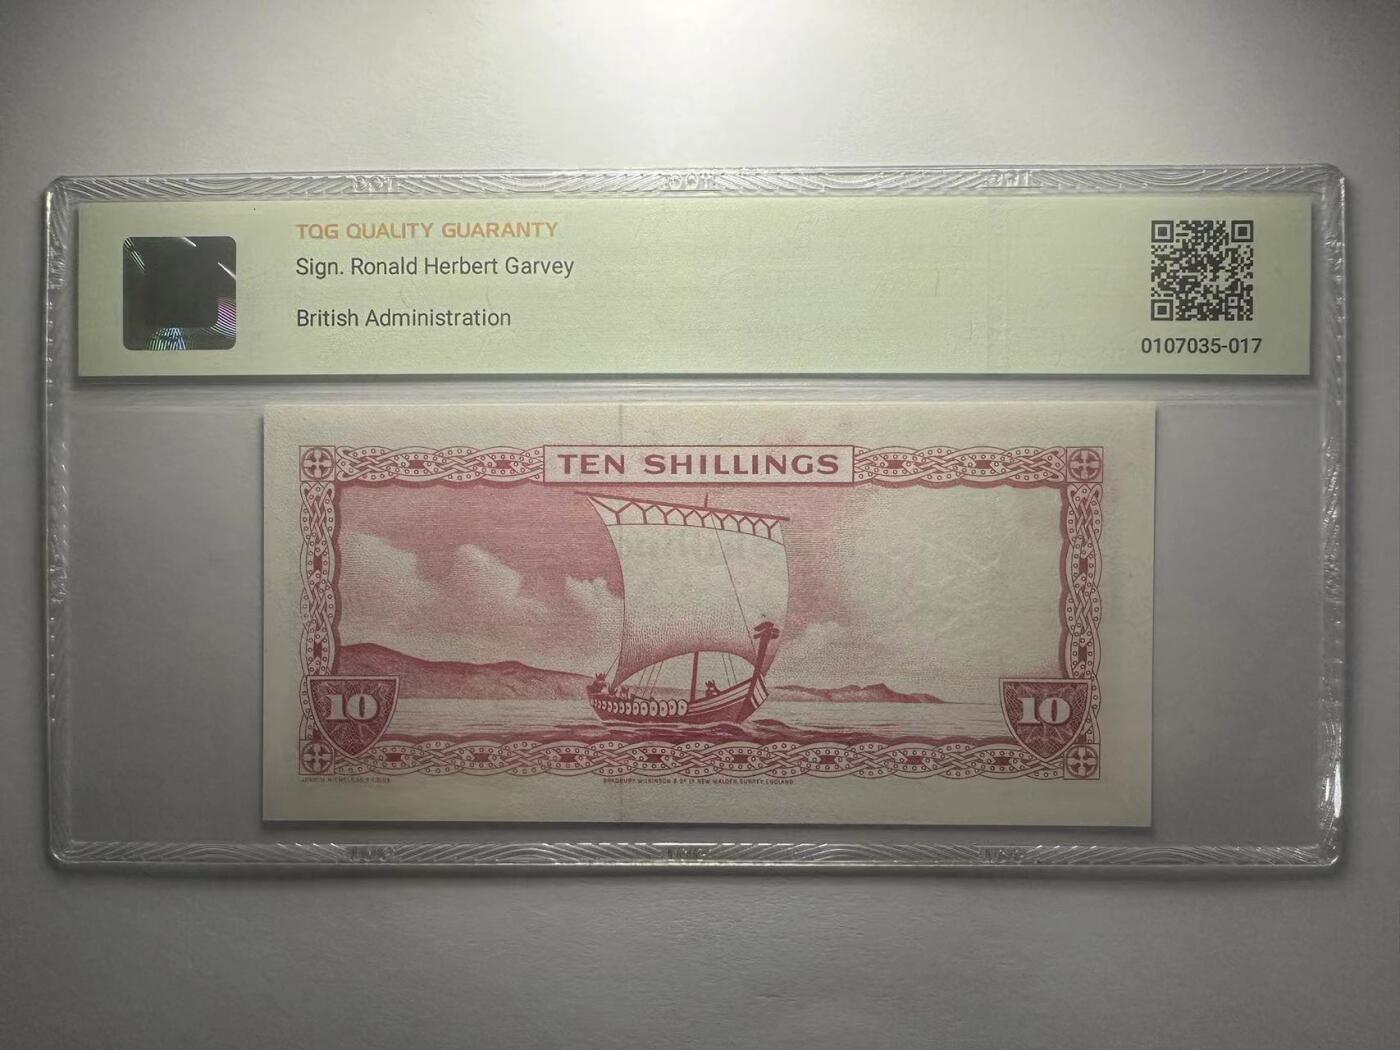 TQG QUALITY GUARANTY
Sign. Ronald Herbert Garvey
British Administration
0107035-017
TEN SHILLINGS
10
10
BRADBURY, WILKINSON & Co. Ld. NEW MALDEN, SURREY, ENGLAND